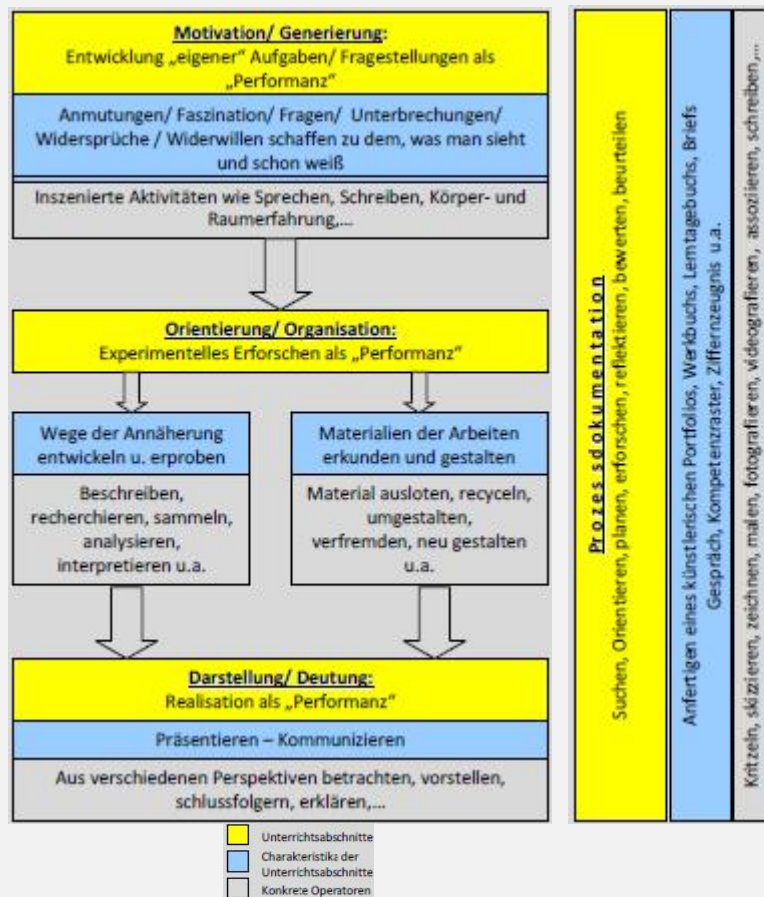 Motivation/ Generierung:
Entwicklung „eigener“ Aufgaben/ Fragestellungen als
„Performanz“
Anmutungen/ Faszination/ Fragen/ Unterbrechungen/
Widersprüche / Widerwillen schaffen zu dem, was man sieht
und schon weiß
Inszenierte Aktivitäten wie Sprechen, Schreiben, Körper- und
Raumerfahrung,...
Orientierung/ Organisation:
Experimentelles Erforschen als „Performanz“
Wege der Annäherung
entwickeln u. erproben
Beschreiben,
recherchieren, sammeln,
analysieren,
interpretieren u.a.
Materialien der Arbeiten
erkunden und gestalten
Material ausloten, recyceln,
umgestalten,
verfremden, neu gestalten
u.a.
Darstellung/ Deutung:
Realisation als „Performanz“
Präsentieren – Kommunizieren
Aus verschiedenen Perspektiven betrachten, vorstellen,
schlussfolgern, erklären,...
Prozessdokumentation
Suchen, Orientieren, planen, erforschen, reflektieren, bewerten, beurteilen
Anfertigen eines künstlerischen Portfolios, Werkbuchs, Lerntagebuchs, Briefs
Gespräch, Kompetenzraster, Ziffernzeugnis u.a.
Kritzeln, skizzieren, zeichnen, malen, fotografieren, videografieren, assoziieren, schreiben,...
Unterrichtsabschnitte
Charakteristika der
Unterrichtsabschnitte
Konkrete Operatoren